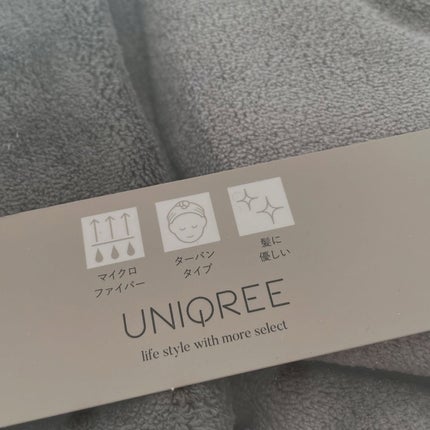 マイクロ
ファイバー
ターバン
タイプ
髪に
優しい
UNIQREE
life style with more select